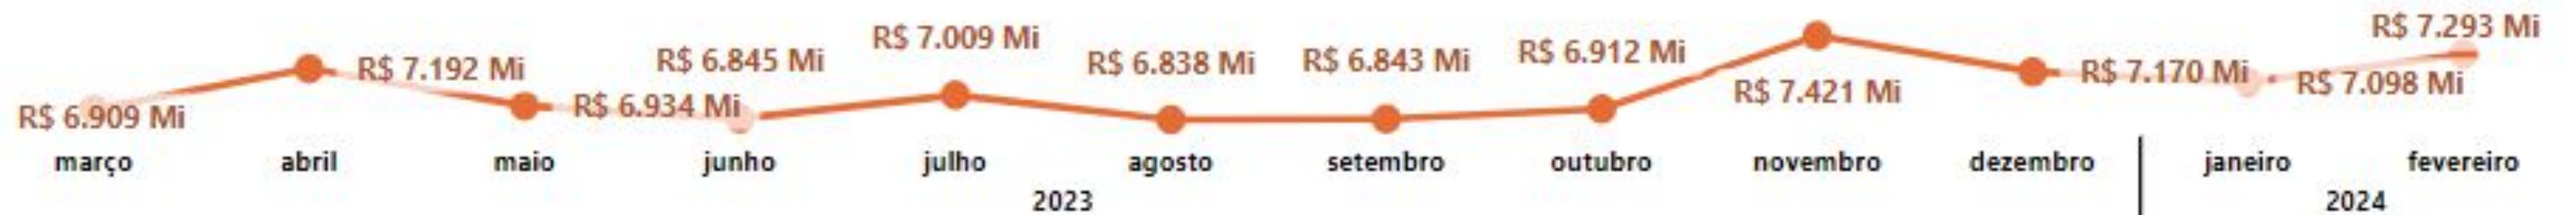 R$ 6.909 Mi
R$ 7.192 Mi
R$ 6.934 Mi
R$ 6.845 Mi
R$ 7.009 Mi
R$ 6.838 Mi
R$ 6.843 Mi
R$ 6.912 Mi
R$ 7.421 Mi
R$ 7.170 Mi
R$ 7.098 Mi
R$ 7.293 Mi
março abril maio junho julho agosto setembro outubro novembro dezembro janeiro fevereiro
2023 2024